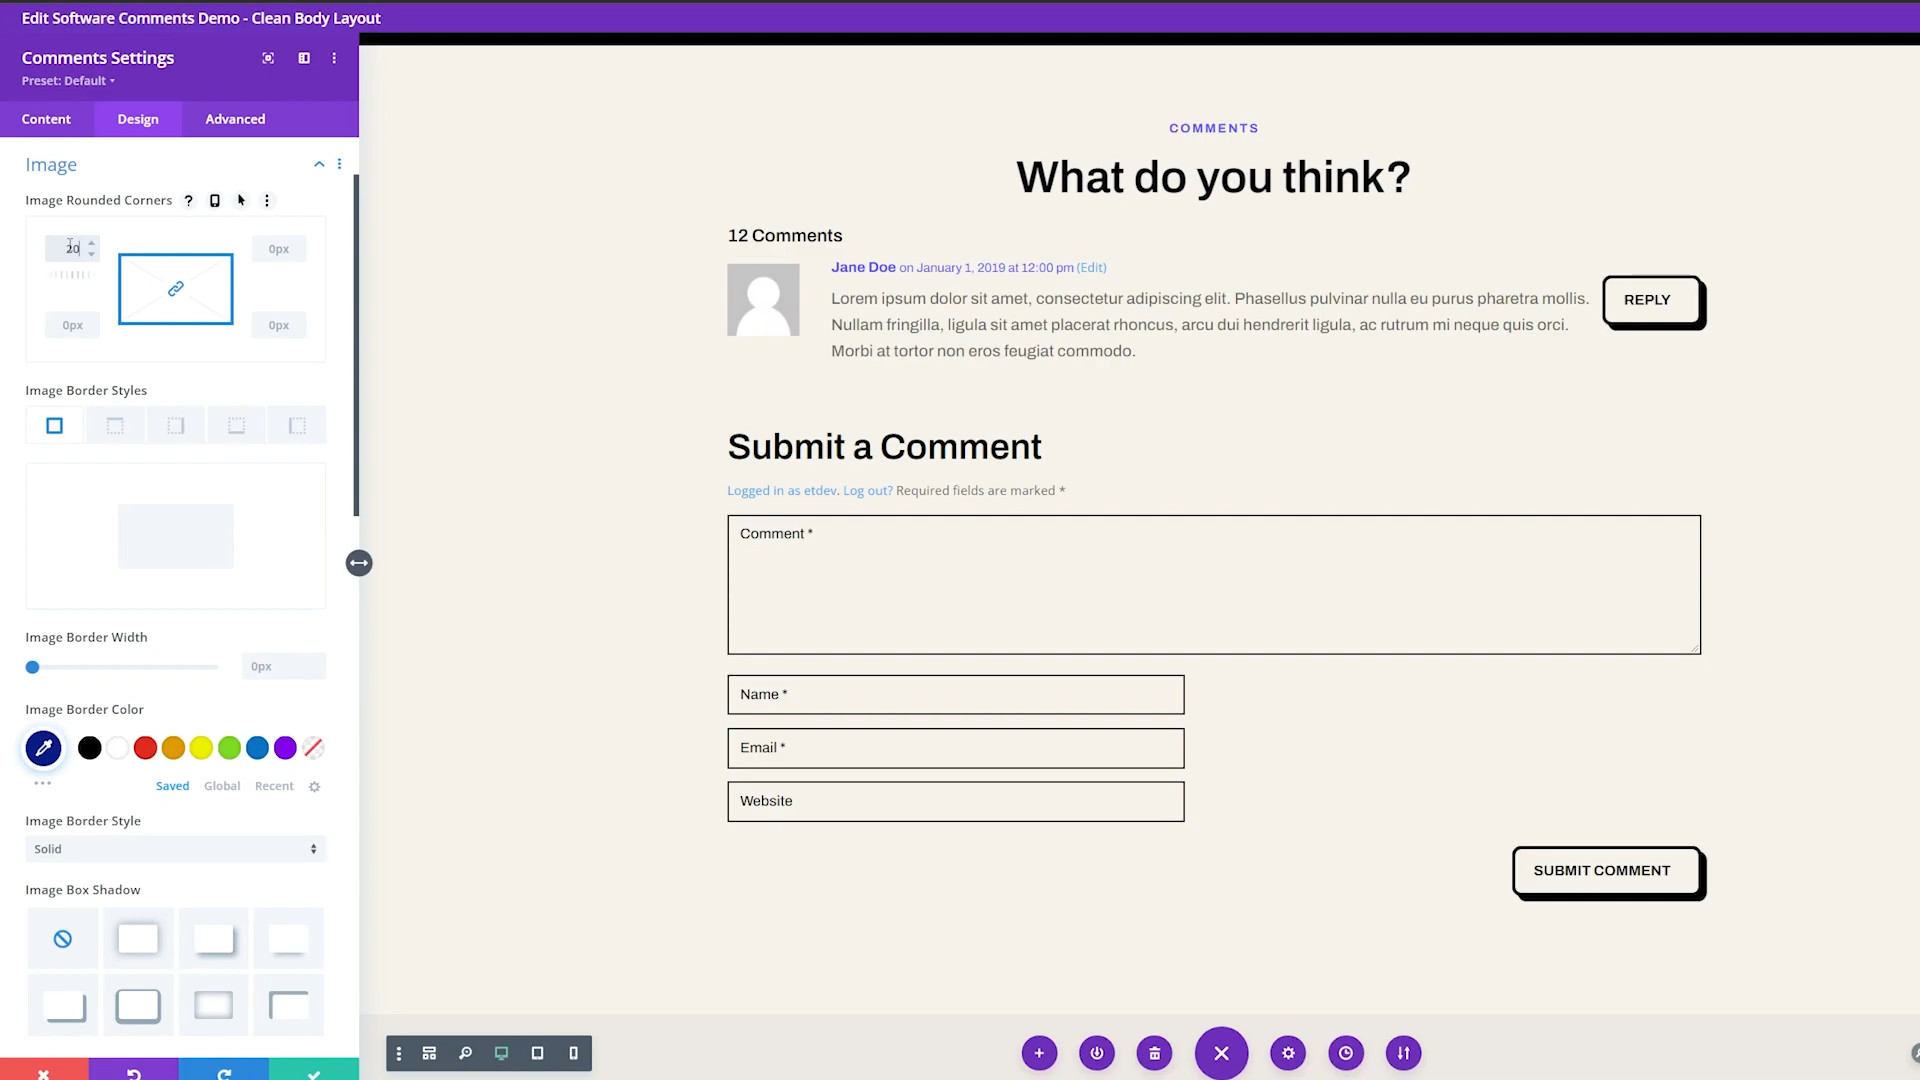 Edit Software Comments Demo - Clean Body Layout
Comments Settings
Preset: Default
Content
Design
Advanced
Image
Image Rounded Corners
20
0px
0px
0px
Image Border Styles
Image Border Width
0px
Image Border Color
Saved
Global
Recent
Image Border Style
Solid
Image Box Shadow
COMMENTS
What do you think?
12 Comments
Jane Doe on January 1, 2019 at 12:00 pm (Edit)
Lorem ipsum dolor sit amet, consectetur adipiscing elit. Phasellus pulvinar nulla eu purus pharetra mollis.
Nullam fringilla, ligula sit amet placerat rhoncus, arcu dui hendrerit ligula, ac rutrum mi neque quis orci.
Morbi at tortor non eros feugiat commodo.
REPLY
Submit a Comment
Logged in as etdev. Log out? Required fields are marked *
Comment *
Name *
Email *
Website
SUBMIT COMMENT